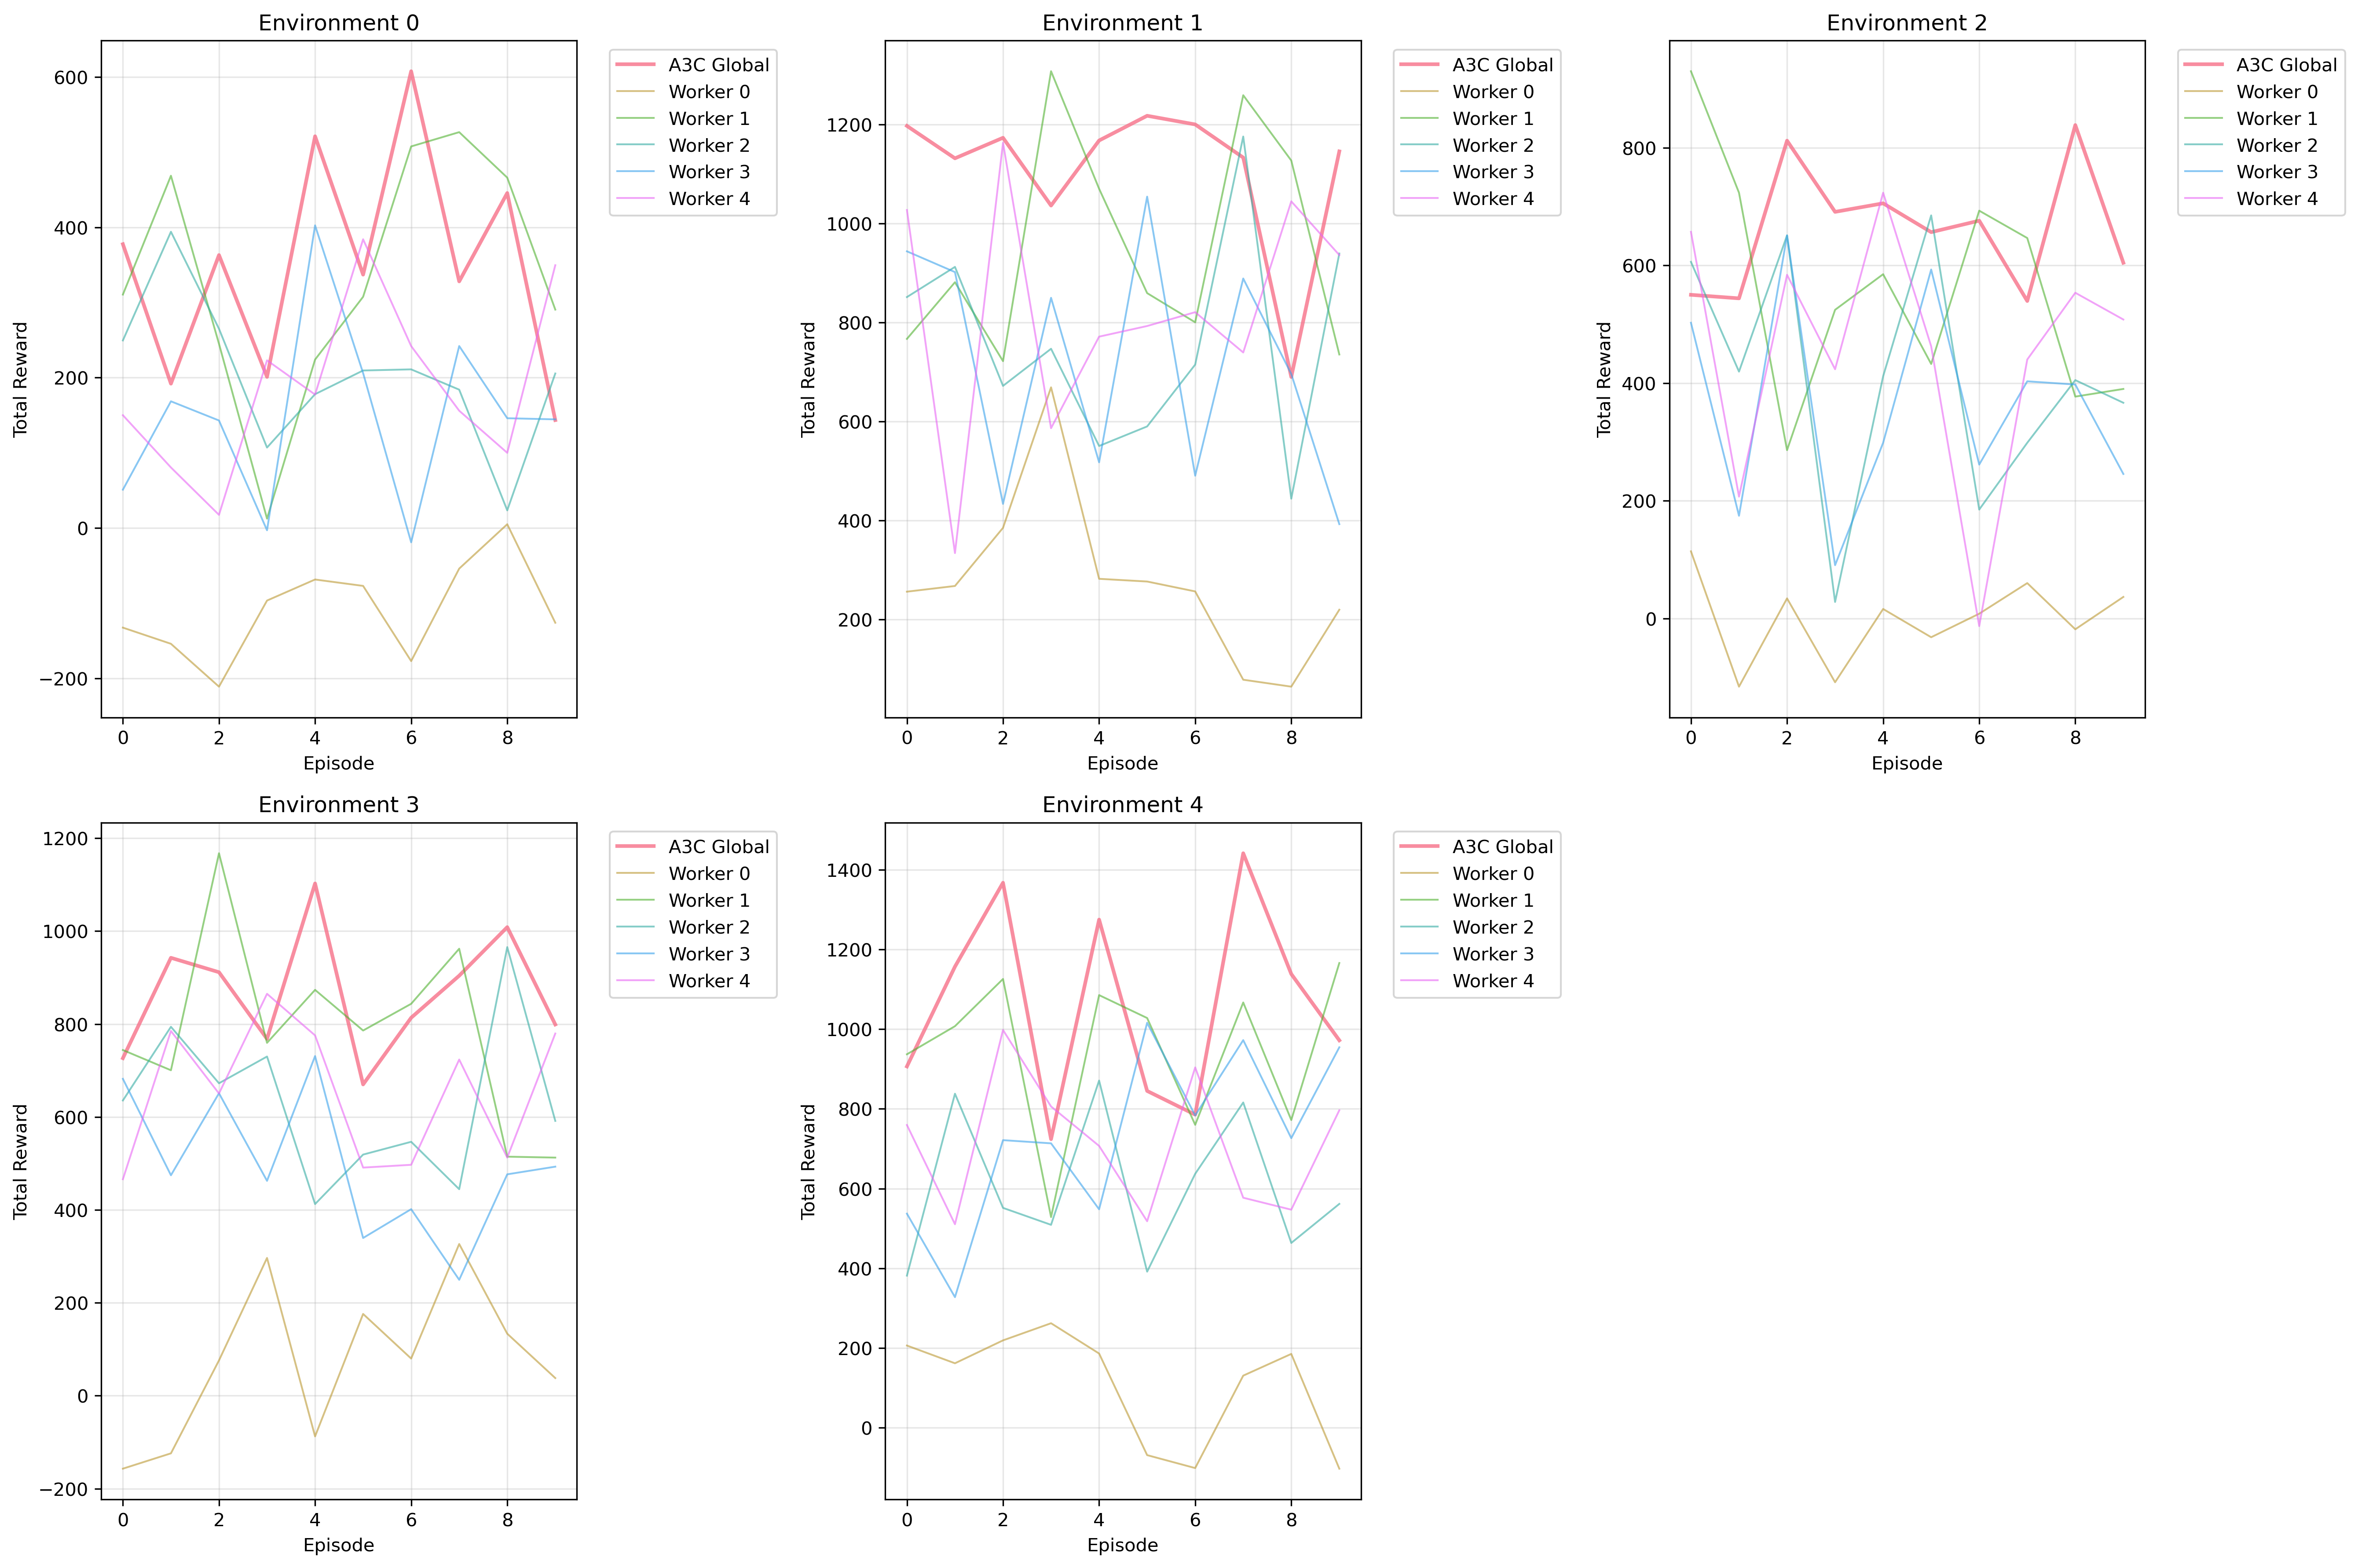 Environment 0
600
400
200
0
−200
Total Reward
0 2 4 6 8
Episode
A3C Global
Worker 0
Worker 1
Worker 2
Worker 3
Worker 4
Environment 1
1200
1000
800
600
400
200
Total Reward
0 2 4 6 8
Episode
A3C Global
Worker 0
Worker 1
Worker 2
Worker 3
Worker 4
Environment 2
800
600
400
200
0
Total Reward
0 2 4 6 8
Episode
A3C Global
Worker 0
Worker 1
Worker 2
Worker 3
Worker 4
Environment 3
1200
1000
800
600
400
200
0
−200
Total Reward
0 2 4 6 8
Episode
A3C Global
Worker 0
Worker 1
Worker 2
Worker 3
Worker 4
Environment 4
1400
1200
1000
800
600
400
200
0
Total Reward
0 2 4 6 8
Episode
A3C Global
Worker 0
Worker 1
Worker 2
Worker 3
Worker 4